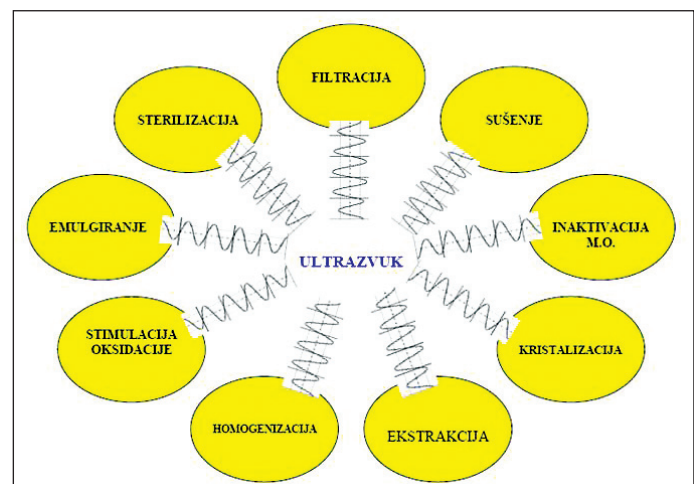 FILTRACIJA
STERILIZACIJA
SUŠENJE
EMULGIRANJE
INAKTIVACIJA
M.O.
ULTRAZVUK
STIMULACIJA
OKSIDACIJE
KRISTALIZACIJA
HOMOGENIZACIJA
EKSTRAKCIJA